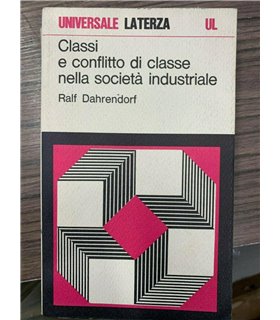 UNIVERSALE LATERZA UL
Classi
e conflitto di classe
nella società industriale
Ralf Dahrendorf